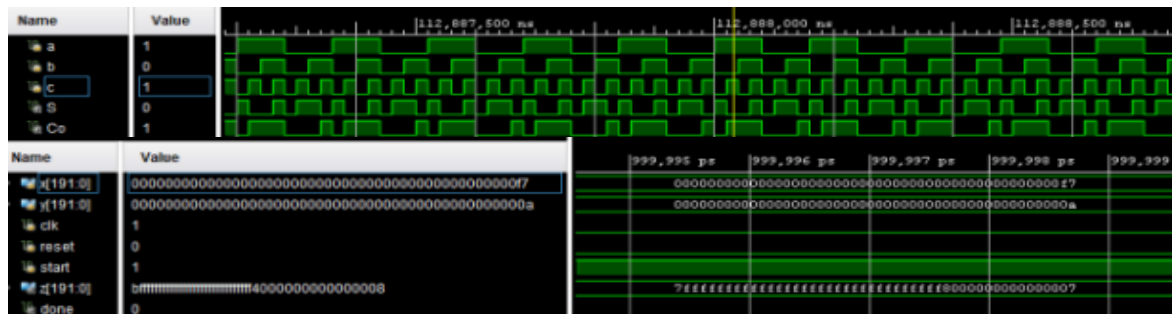 Name Value
112,887,500 ns 112,888,000 ns 112,888,500 ns
a 1
b 0
c 1
S 0
Co 1
Name Value
999,995 ps 999,996 ps 999,997 ps 999,998 ps 999,999
x[191:0]
y[191:0]
clk 1
reset 0
start 1
z[191:0]
done 0